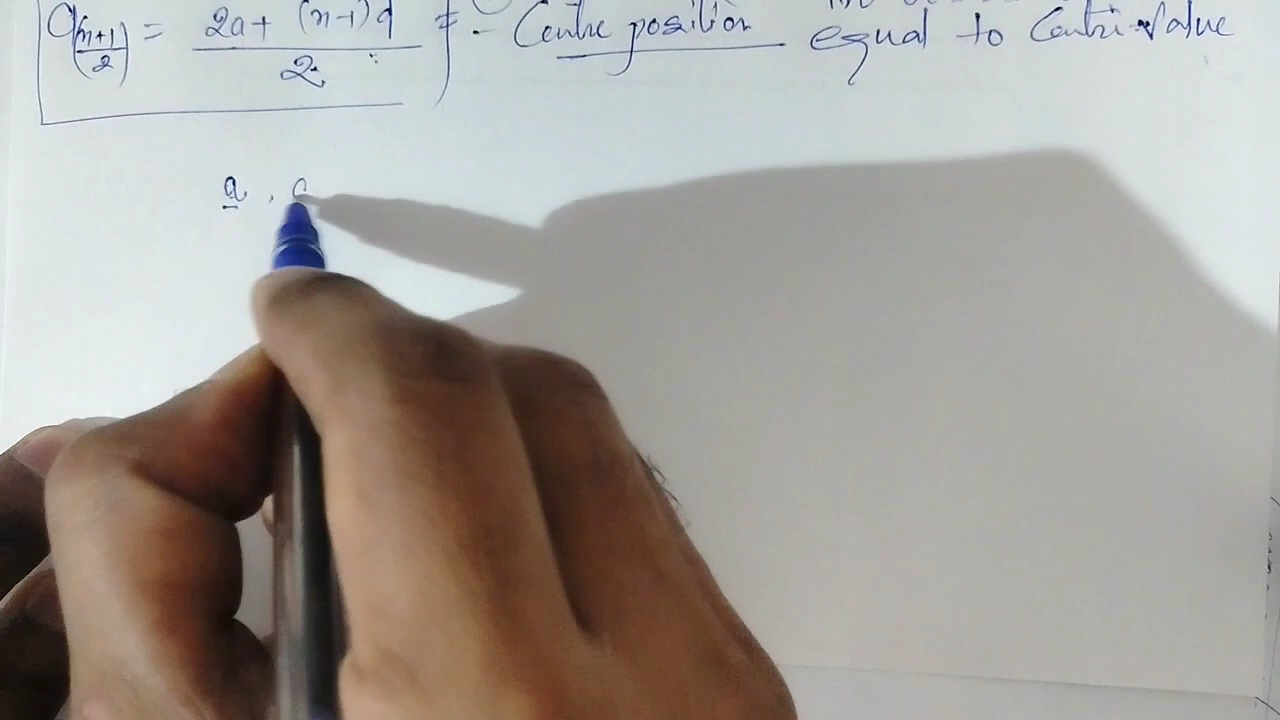 a(n+1/2) = 2a + (n-1)d / 2 - Centre position equal to Centre Value
a , a